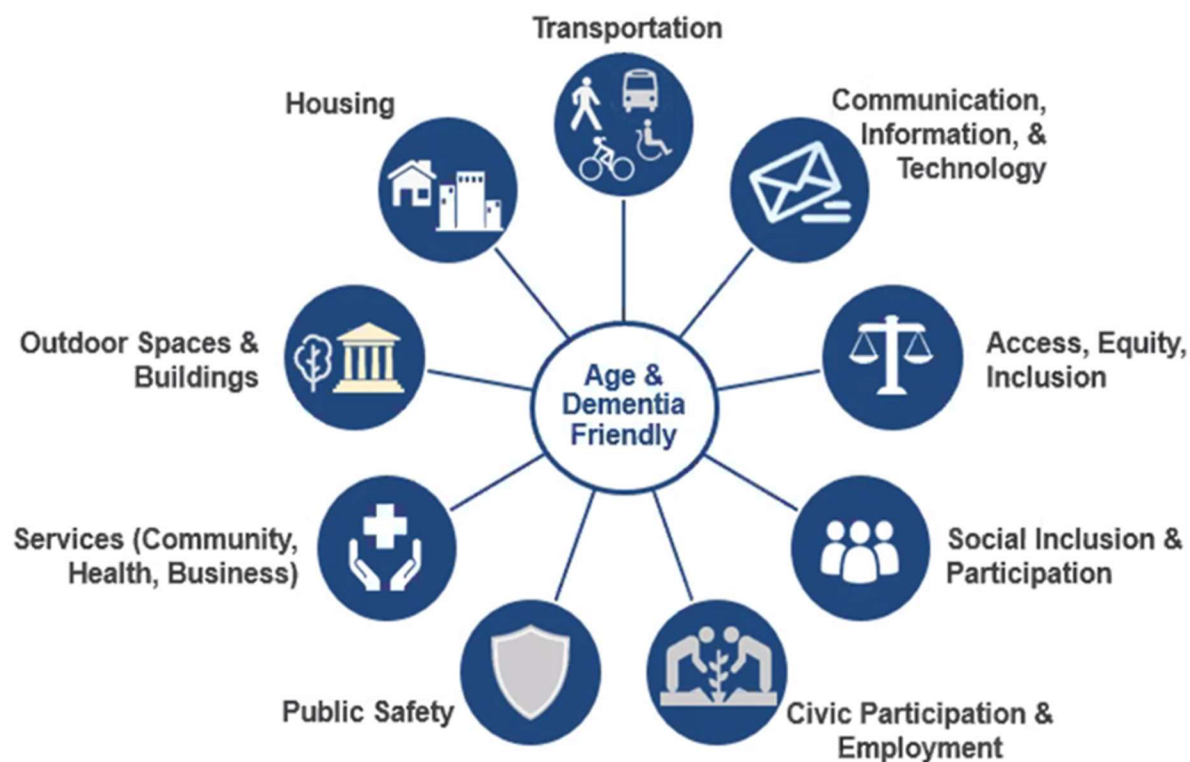 Transportation
Housing
Communication,
Information, &
Technology
Outdoor Spaces &
Buildings
Age &
Dementia
Friendly
Access, Equity,
Inclusion
Services (Community,
Health, Business)
Social Inclusion &
Participation
Public Safety
Civic Participation &
Employment